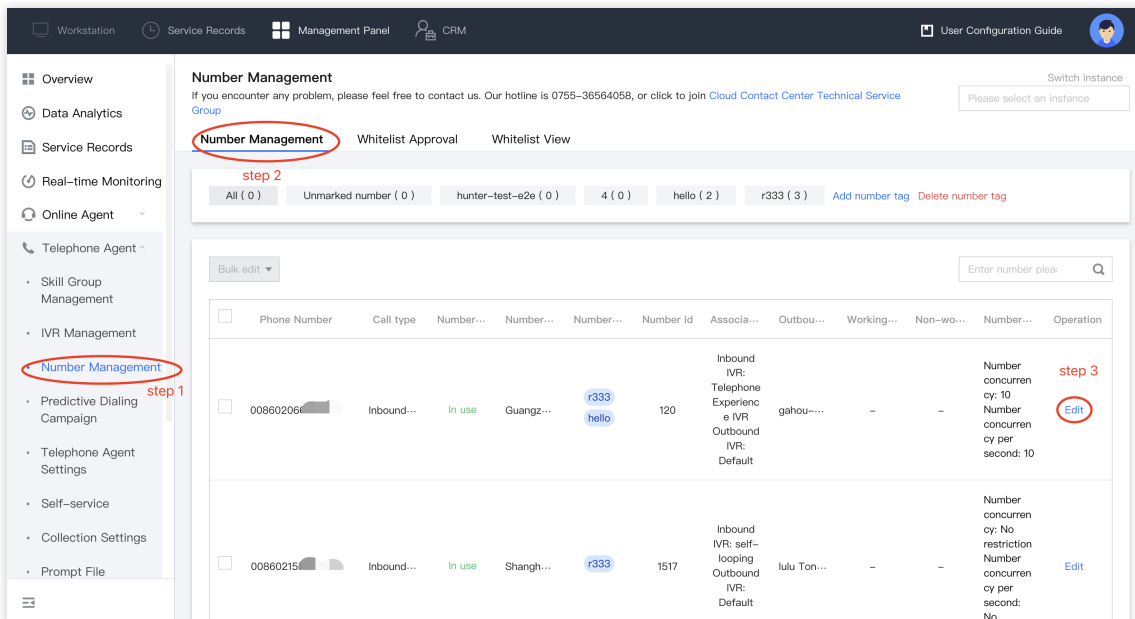 Workstation
Service Records
Management Panel
CRM
User Configuration Guide
Overview
Data Analytics
Service Records
Real-time Monitoring
Online Agent
Telephone Agent
Skill Group
Management
IVR Management
Number Management
step 1
Predictive Dialing
Campaign
Telephone Agent
Settings
Self-service
Collection Settings
Prompt File
Number Management
If you encounter any problem, please feel free to contact us. Our hotline is 0755-36564058, or click to join Cloud Contact Center Technical Service
Group
Switch instance
Please select an instance
Number Management
Whitelist Approval
Whitelist View
step 2
All ( 0 )
Unmarked number ( 0 )
hunter-test-e2e ( 0 )
4 ( 0 )
hello ( 2 )
r333 ( 3 )
Add number tag
Delete number tag
Bulk edit
Enter number plea
Phone Number
Call type
Number···
Number···
Number···
Number id
Associa···
Outbou···
Working···
Non-wo···
Number···
Operation
00860206
Inbound···
In use
Guangz···
r333
hello
120
Inbound
IVR:
Telephone
Experienc
e IVR
Outbound
IVR:
Default
gahou-···
–
–
Number
concurren
cy: 10
Number
concurren
cy per
second: 10
step 3
Edit
00860215
Inbound···
In use
Shangh···
r333
1517
Inbound
IVR: self-
looping
Outbound
IVR:
Default
lulu Ton···
–
–
Number
concurren
cy: No
restriction
Number
concurren
cy per
second:
No
Edit